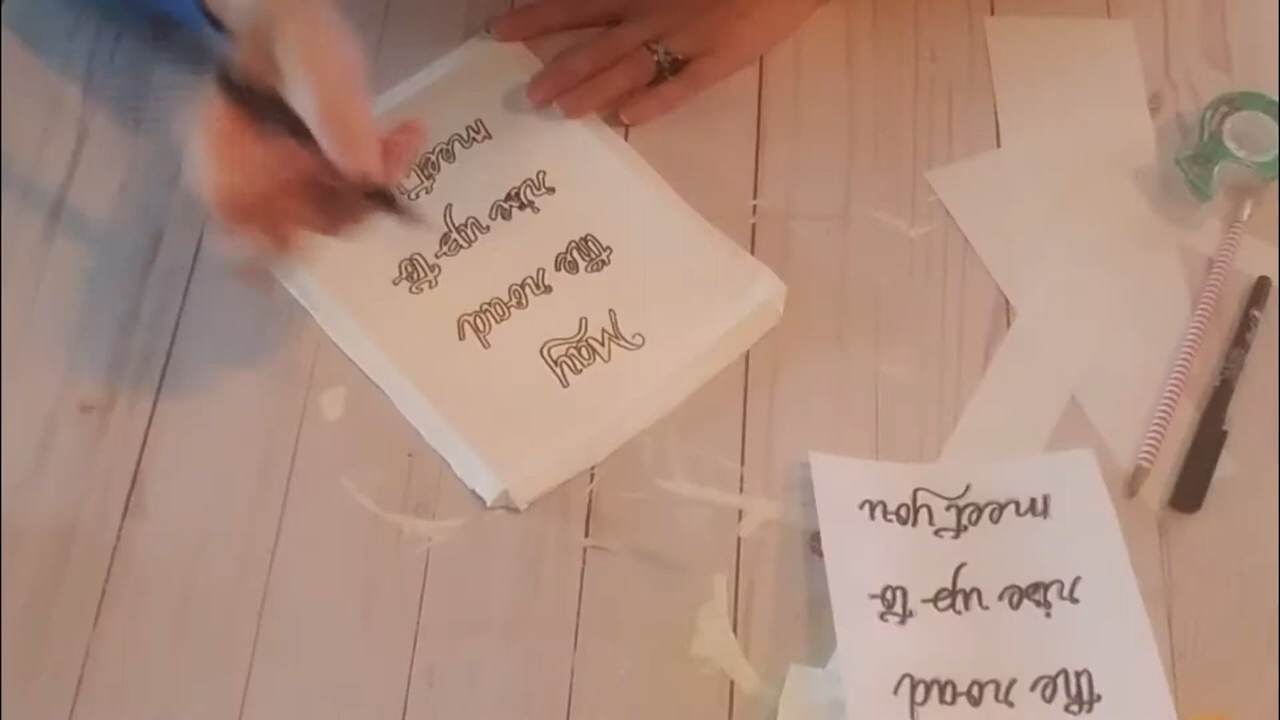 May
the road
rise up to
meet
the road
rise up to
meet you